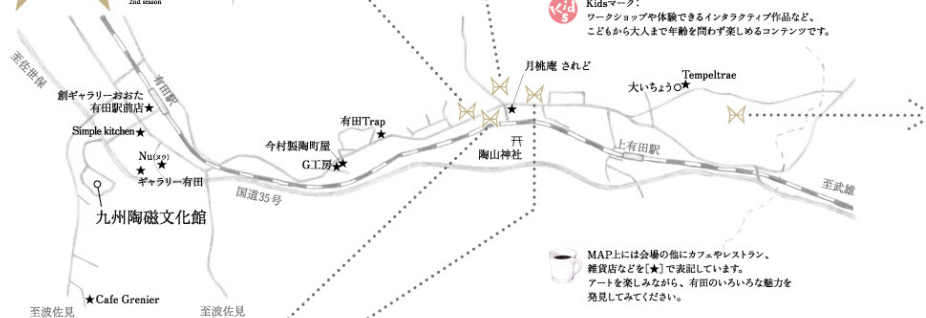 2nd season
Kidsマーク：
Kids
ワークショップや体験できるインタラクティブ作品など、
こどもから大人まで年齢を問わず楽しめるコンテンツです。
至佐世保
有田駅
創ギャラリーおおた
有田駅前店★
Simple kitchen★
Nu(ヌウ)
★
★
ギャラリー有田
九州陶磁文化館
国道35号
今村製陶町屋
G工房★★
有田Trap
★
月桃庵 されど
★
陶山神社
上有田駅
Tempeltrae
大いちょう○★
至武雄
★Cafe Grenier
至波佐見
至波佐見
MAP上には会場の他にカフェやレストラン、
雑貨店などを[★]で表記しています。
アートを楽しみながら、有田のいろいろな魅力を
発見してみてください。